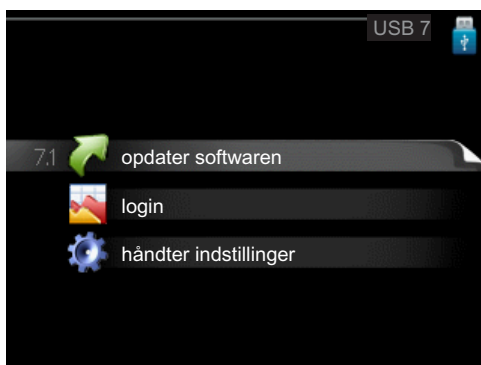 USB 7
7.1 opdater softwaren
login
håndter indstillinger